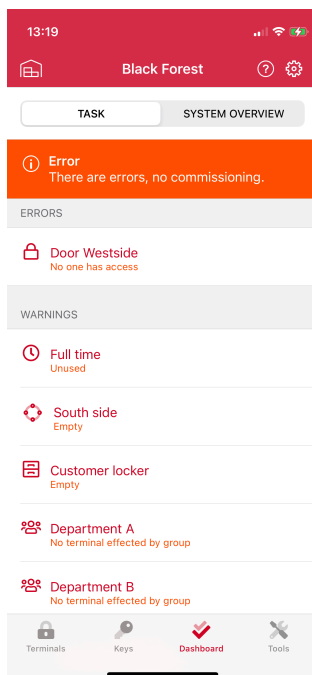 13:19
Black Forest
TASK
SYSTEM OVERVIEW
Error
There are errors, no commissioning.
ERRORS
Door Westside
No one has access
WARNINGS
Full time
Unused
South side
Empty
Customer locker
Empty
Department A
No terminal effected by group
Department B
No terminal effected by group
Terminals
Keys
Dashboard
Tools